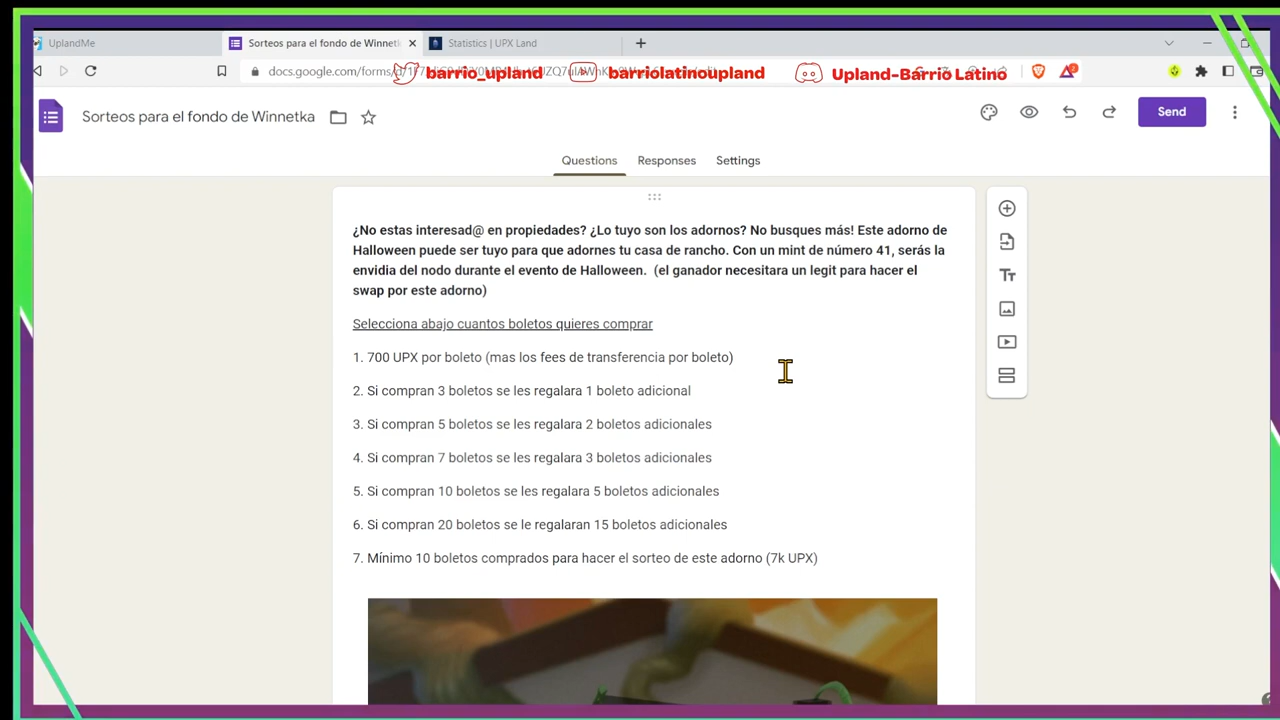 UplandMe
Sorteos para el fondo de Winnetk
Statistics | UPX Land
docs.google.com/forms/d/
barrio_upland
barriolatinoupland
Upland-Barrio Latino
Sorteos para el fondo de Winnetka
Send
Questions
Responses
Settings
¿No estas interesad@ en propiedades? ¿Lo tuyo son los adornos? No busques más! Este adorno de
Halloween puede ser tuyo para que adornes tu casa de rancho. Con un mint de número 41, serás la
envidia del nodo durante el evento de Halloween. (el ganador necesitara un legit para hacer el
swap por este adorno)
Selecciona abajo cuantos boletos quieres comprar
1. 700 UPX por boleto (mas los fees de transferencia por boleto)
2. Si compran 3 boletos se les regalara 1 boleto adicional
3. Si compran 5 boletos se les regalara 2 boletos adicionales
4. Si compran 7 boletos se les regalara 3 boletos adicionales
5. Si compran 10 boletos se les regalara 5 boletos adicionales
6. Si compran 20 boletos se le regalaran 15 boletos adicionales
7. Mínimo 10 boletos comprados para hacer el sorteo de este adorno (7k UPX)